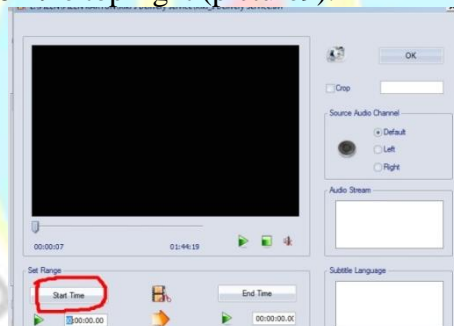 OK
Crop
Source Audio Channel
Default
Left
Right
Audio Stream
00:00:07
01:44:19
Set Range
Start Time
End Time
Subtitle Language
00:00:00.00
00:00:00.0(